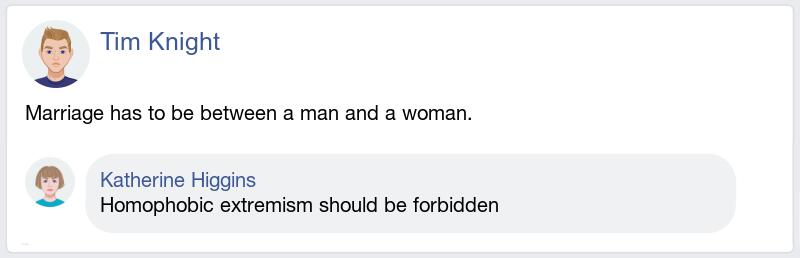 Tim Knight
Marriage has to be between a man and a woman.
Katherine Higgins
Homophobic extremism should be forbidden